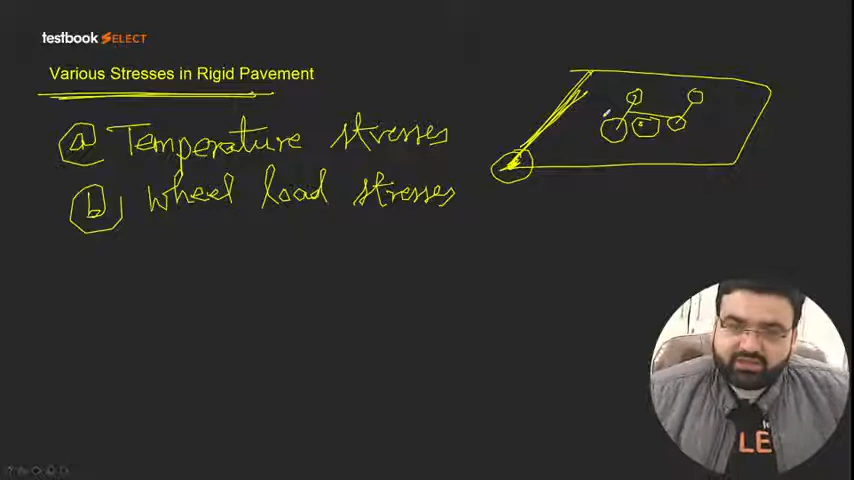 testbook SELECT
Various Stresses in Rigid Pavement
a Temperature stresses
b Wheel load stresses
LE